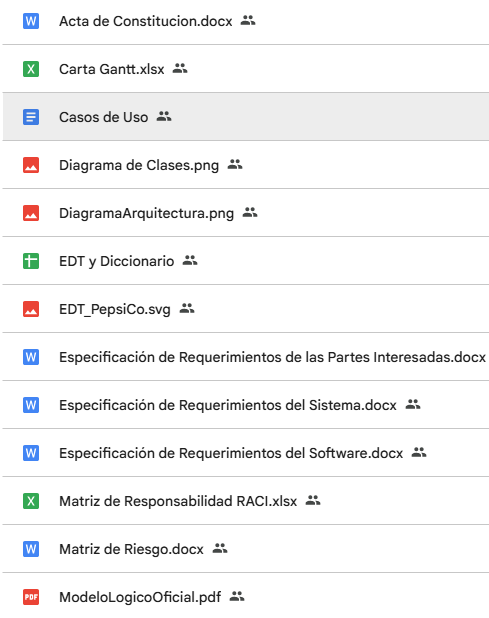 Acta de Constitucion.docx
Carta Gantt.xlsx
Casos de Uso
Diagrama de Clases.png
DiagramaArquitectura.png
EDT y Diccionario
EDT_PepsiCo.svg
Especificación de Requerimientos de las Partes Interesadas.docx
Especificación de Requerimientos del Sistema.docx
Especificación de Requerimientos del Software.docx
Matriz de Responsabilidad RACI.xlsx
Matriz de Riesgo.docx
ModeloLogicoOficial.pdf